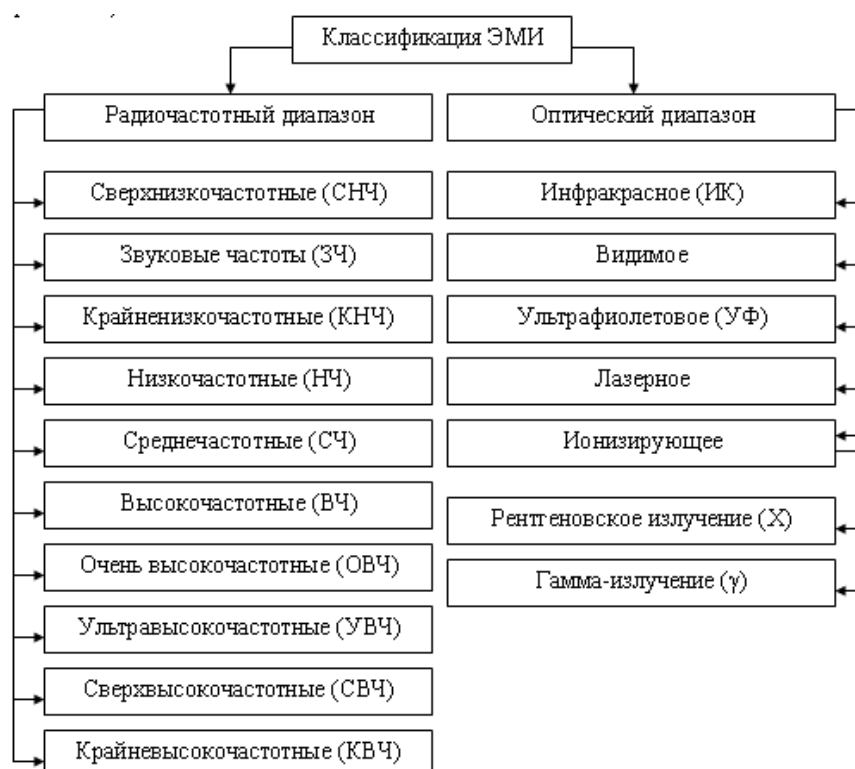 Классификация ЭМИ
Радиочастотный диапазон
Сверхнизкочастотные (СНЧ)
Звуковые частоты (ЗЧ)
Крайненизкочастотные (КНЧ)
Низкочастотные (НЧ)
Среднечастотные (СЧ)
Высокочастотные (ВЧ)
Очень высокочастотные (ОВЧ)
Ультравысокочастотные (УВЧ)
Сверхвысокочастотные (СВЧ)
Крайневысокочастотные (КВЧ)
Оптический диапазон
Инфракрасное (ИК)
Видимое
Ультрафиолетовое (УФ)
Лазерное
Ионизирующее
Рентгеновское излучение (Х)
Гамма-излучение (γ)